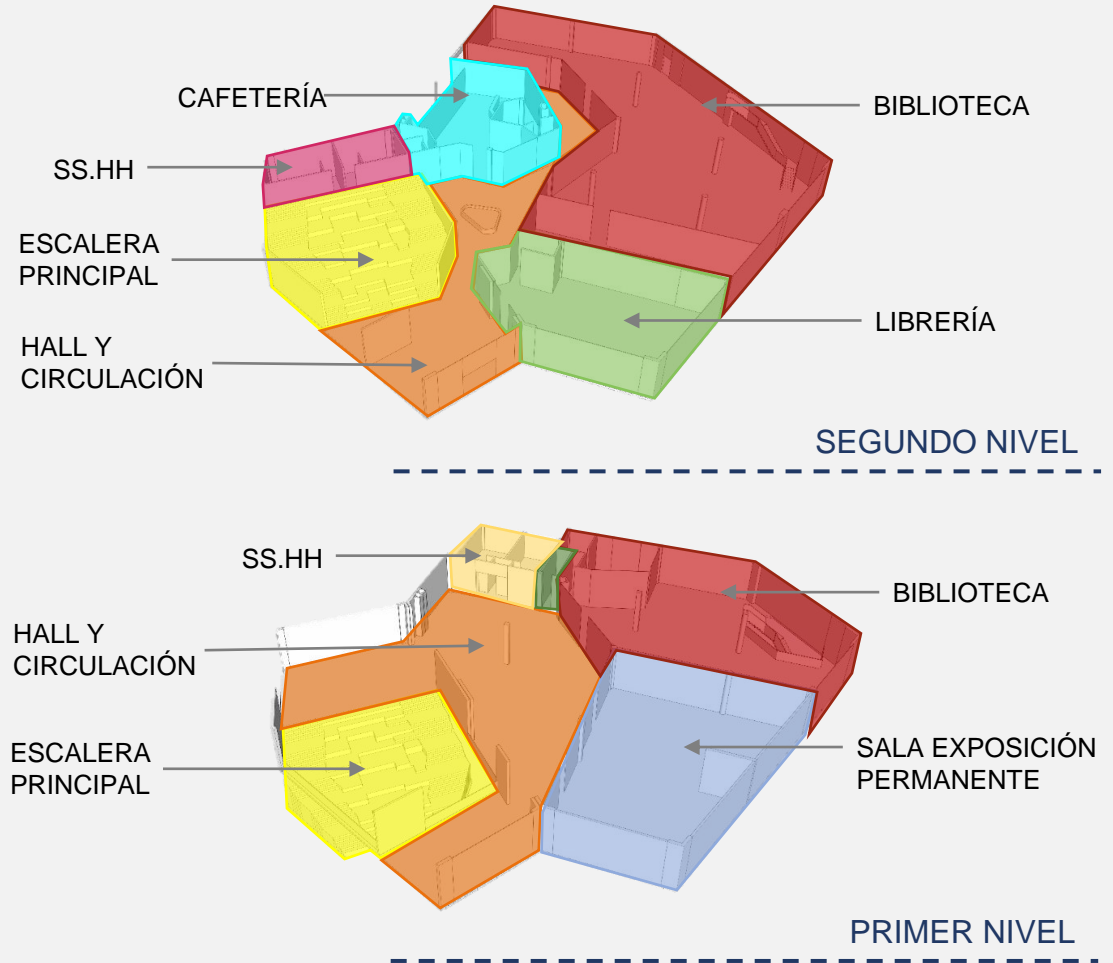 CAFETERÍA
BIBLIOTECA
SS.HH
ESCALERA
PRINCIPAL
LIBRERÍA
HALL Y
CIRCULACIÓN
SEGUNDO NIVEL
SS.HH
BIBLIOTECA
HALL Y
CIRCULACIÓN
ESCALERA
PRINCIPAL
SALA EXPOSICIÓN
PERMANENTE
PRIMER NIVEL